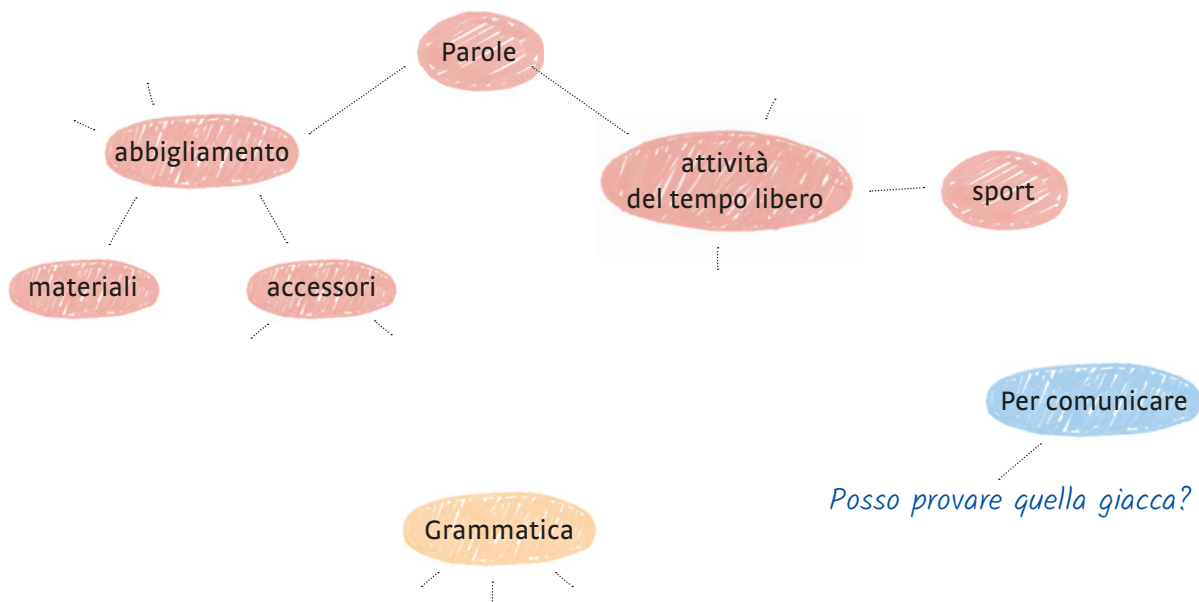 Parole
abbigliamento
attività
del tempo libero
sport
materiali
accessori
Per comunicare
Posso provare quella giacca?
Grammatica